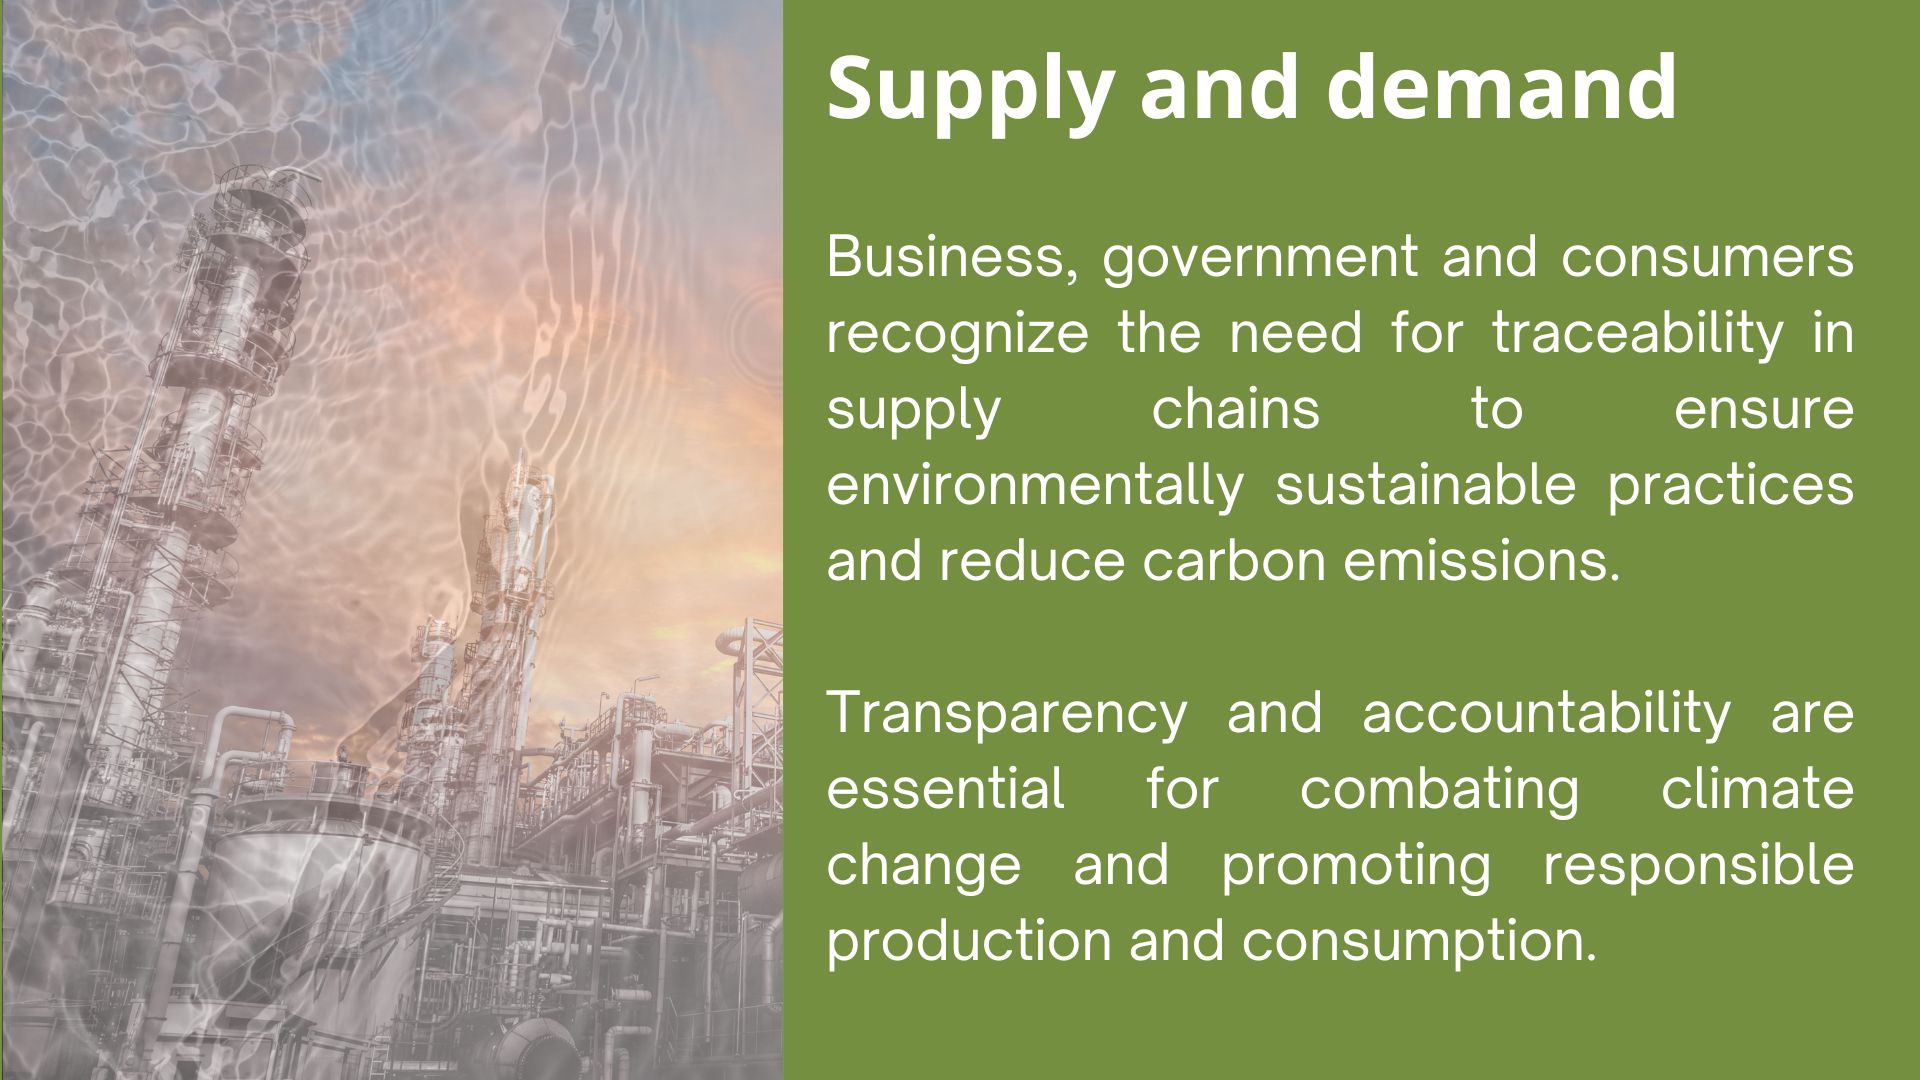 Supply and demand
Business, government and consumers
recognize the need for traceability in
supply chains to ensure
environmentally sustainable practices
and reduce carbon emissions.
Transparency and accountability are
essential for combating climate
change and promoting responsible
production and consumption.